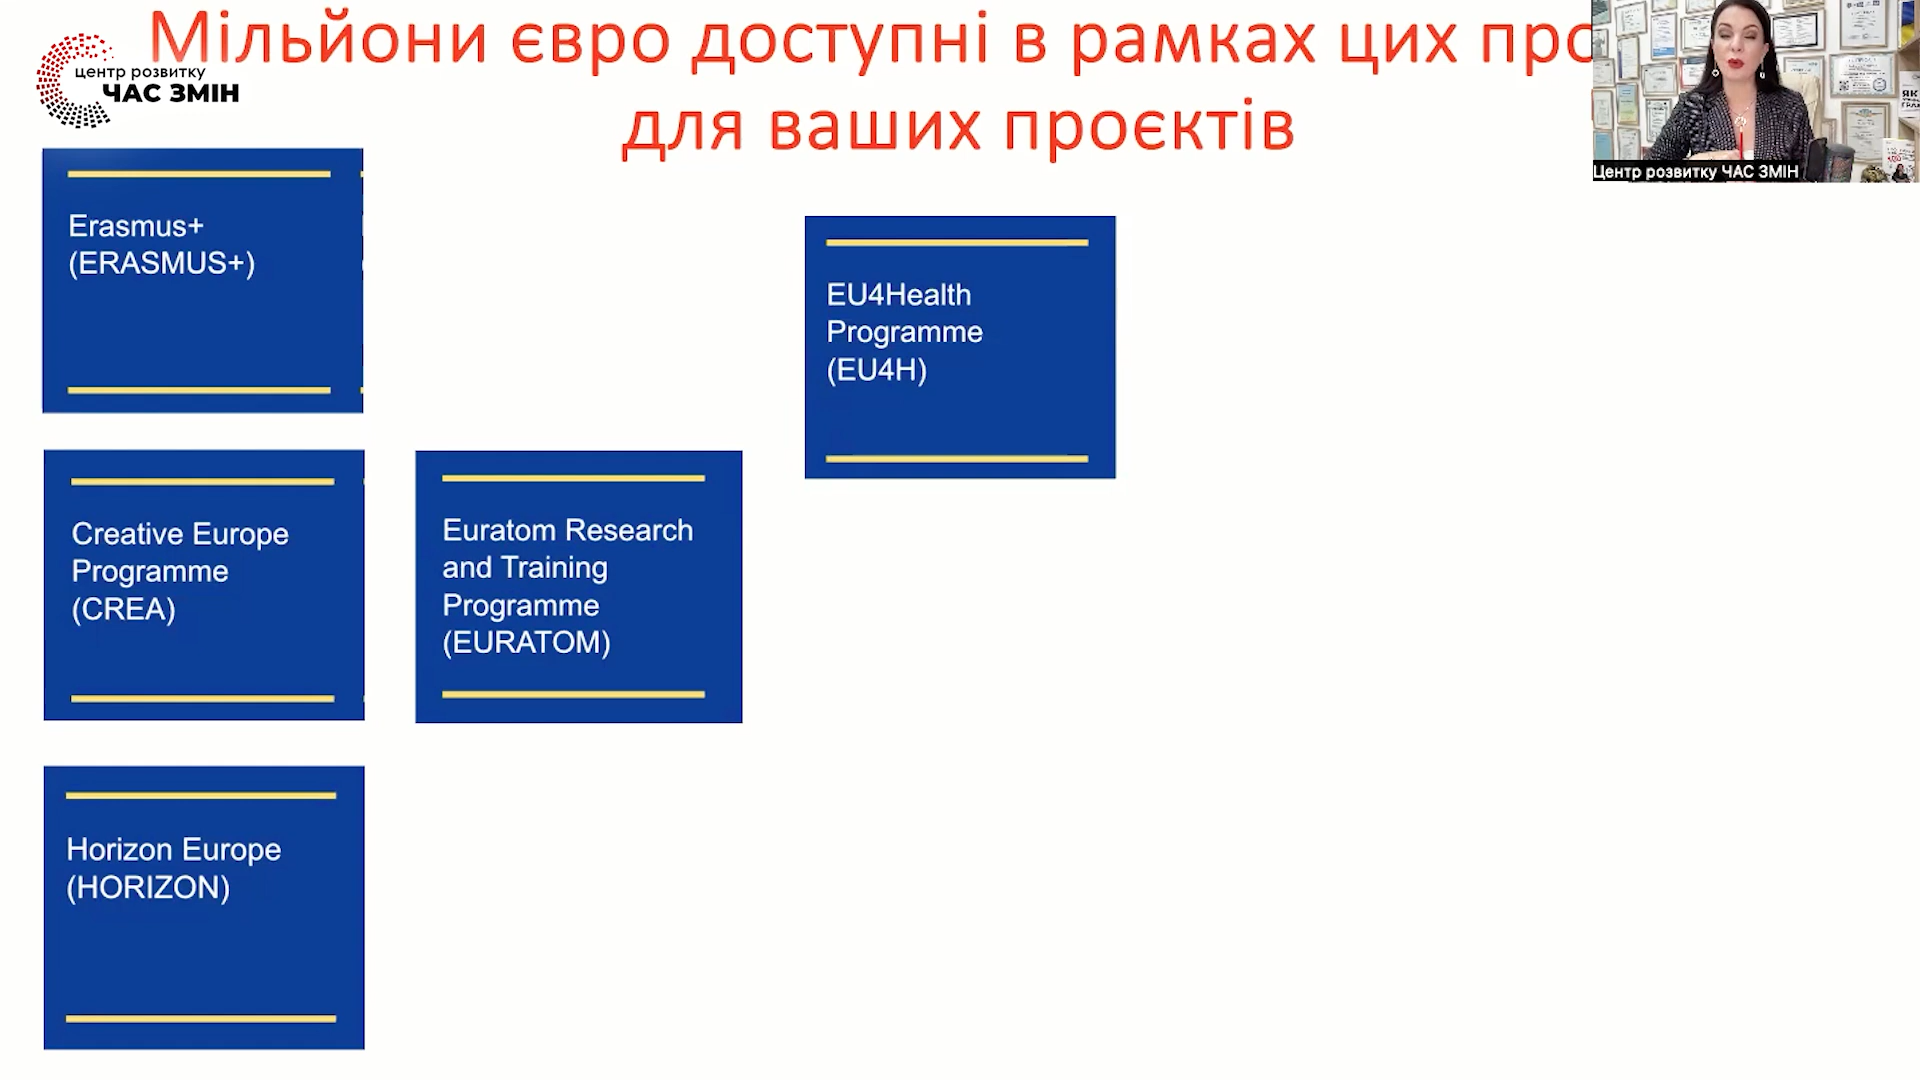 Мільйони євро доступні в рамках цих про
для ваших проєктів
центр розвитку
ЧАС ЗМІН
Центр розвитку ЧАС ЗМІН
Erasmus+
(ERASMUS+)
EU4Health
Programme
(EU4H)
Creative Europe
Programme
(CREA)
Euratom Research
and Training
Programme
(EURATOM)
Horizon Europe
(HORIZON)